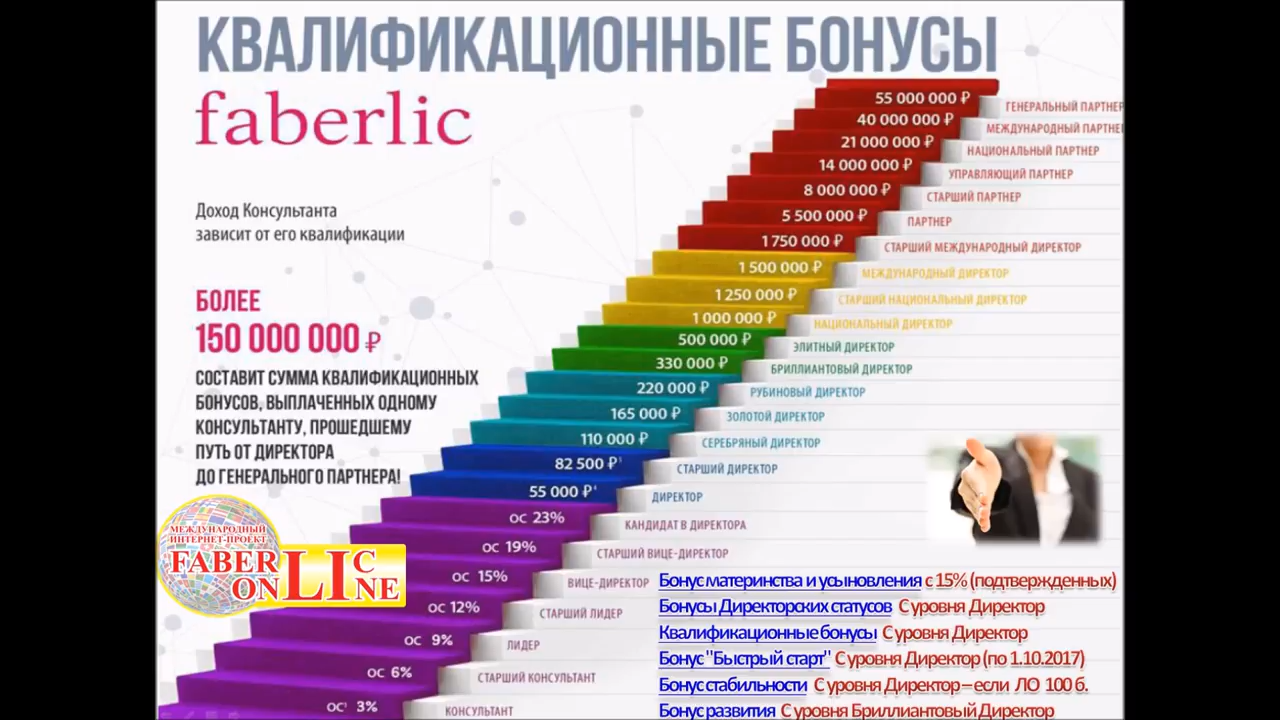 КВАЛИФИКАЦИОННЫЕ БОНУСЫ
faberlic
Доход Консультанта
зависит от его квалификации
БОЛЕЕ
150 000 000 ₽
СОСТАВИТ СУММА КВАЛИФИКАЦИОННЫХ
БОНУСОВ, ВЫПЛАЧЕННЫХ ОДНОМУ
КОНСУЛЬТАНТУ, ПРОШЕДШЕМУ
ПУТЬ ОТ ДИРЕКТОРА
ДО ГЕНЕРАЛЬНОГО ПАРТНЕРА!
55 000 000 ₽ ГЕНЕРАЛЬНЫЙ ПАРТНЕР
40 000 000 ₽ МЕЖДУНАРОДНЫЙ ПАРТНЕ
21 000 000 ₽ НАЦИОНАЛЬНЫЙ ПАРТНЕР
14 000 000 ₽ УПРАВЛЯЮЩИЙ ПАРТНЕР
8 000 000 ₽ СТАРШИЙ ПАРТНЕР
5 500 000 ₽ ПАРТНЕР
1 750 000 ₽ СТАРШИЙ МЕЖДУНАРОДНЫЙ ДИРЕКТОР
1 500 000 ₽ МЕЖДУНАРОДНЫЙ ДИРЕКТОР
1 250 000 ₽ СТАРШИЙ НАЦИОНАЛЬНЫЙ ДИРЕКТОР
1 000 000 ₽ НАЦИОНАЛЬНЫЙ ДИРЕКТОР
500 000 ₽ ЭЛИТНЫЙ ДИРЕКТОР
330 000 ₽ БРИЛЛИАНТОВЫЙ ДИРЕКТОР
220 000 ₽ РУБИНОВЫЙ ДИРЕКТОР
165 000 ₽ ЗОЛОТОЙ ДИРЕКТОР
110 000 ₽ СЕРЕБРЯНЫЙ ДИРЕКТОР
82 500 ₽⁵ СТАРШИЙ ДИРЕКТОР
55 000 ₽⁴ ДИРЕКТОР
ОС 23% КАНДИДАТ В ДИРЕКТОРА
ОС 19% СТАРШИЙ ВИЦЕ-ДИРЕКТОР
ОС 15% ВИЦЕ-ДИРЕКТОР
ОС 12% СТАРШИЙ ЛИДЕР
ОС 9% ЛИДЕР
ОС 6% СТАРШИЙ КОНСУЛЬТАНТ
ОС¹ 3% КОНСУЛЬТАНТ
МЕЖДУНАРОДНЫЙ
ИНТЕРНЕТ-ПРОЕКТ
FABERLIC
ONLINE
Бонус материнства и усыновления с 15% (подтвержденных)
Бонусы Директорских статусов С уровня Директор
Квалификационные бонусы С уровня Директор
Бонус "Быстрый старт" С уровня Директор (по 1.10.2017)
Бонус стабильности С уровня Директор – если ЛО 100 б.
Бонус развития С уровня Бриллиантовый Директор